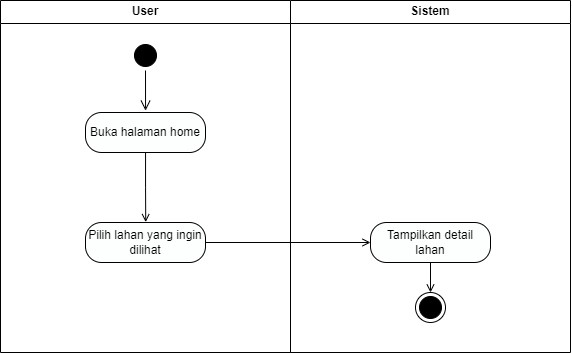 User
Sistem
Buka halaman home
Pilih lahan yang ingin
dilihat
Tampilkan detail
lahan